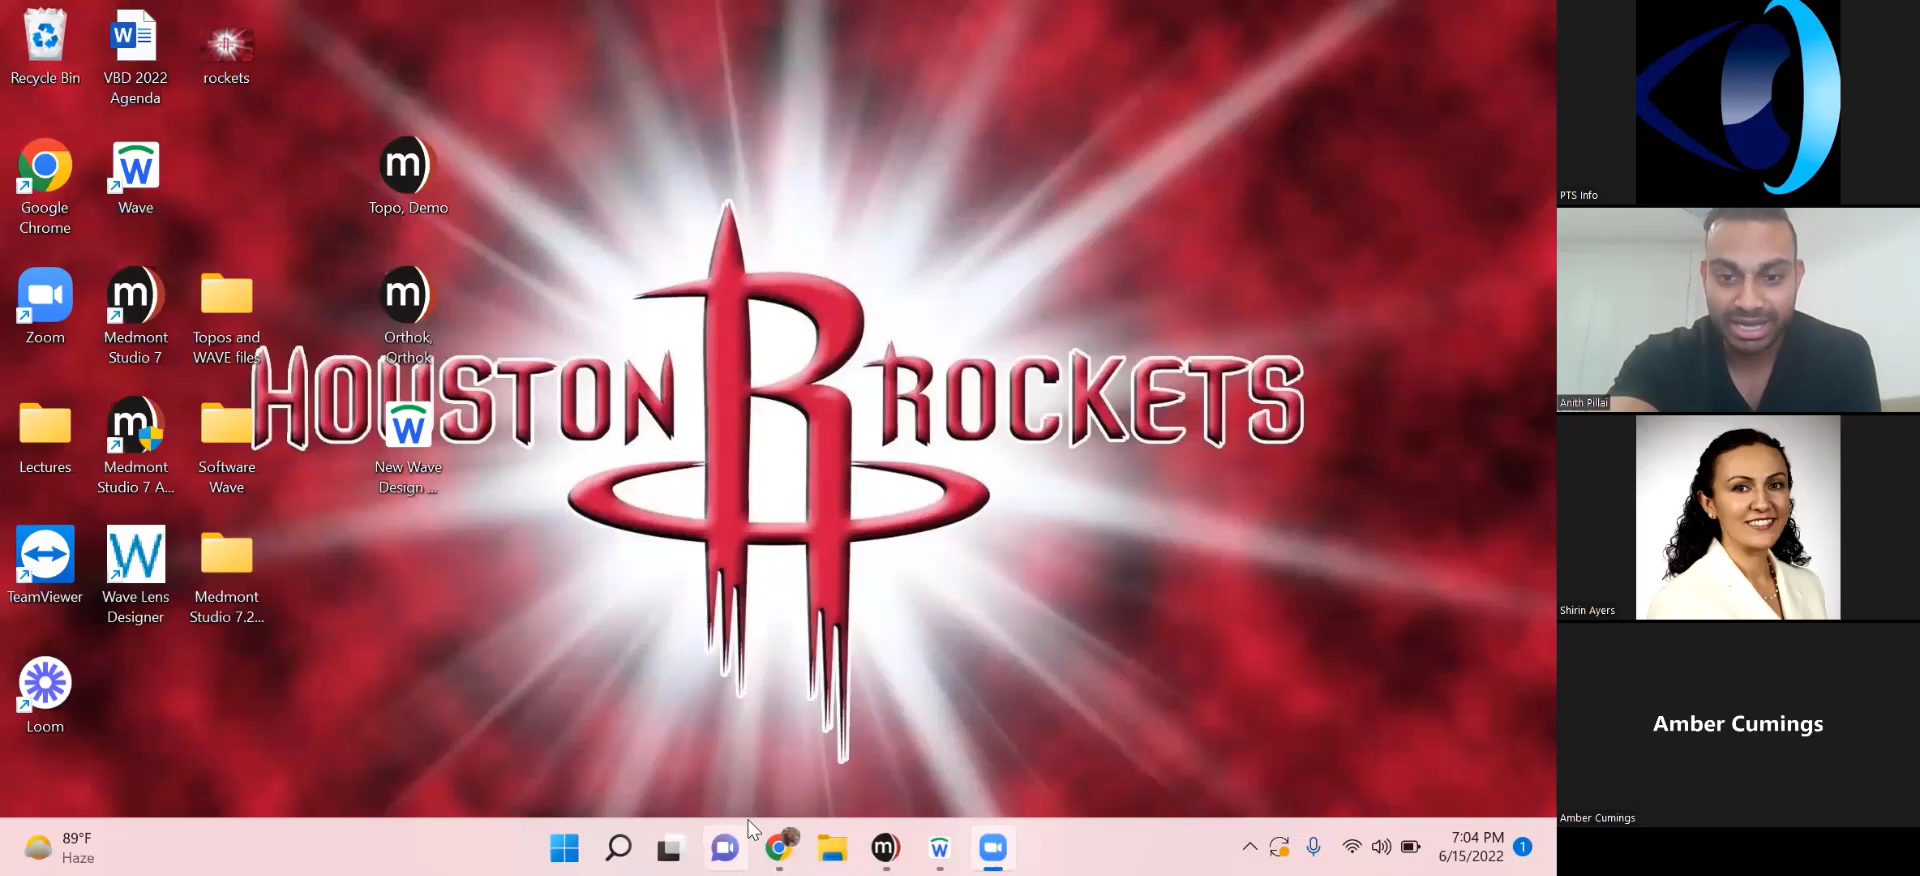 Recycle Bin
VBD 2022
Agenda
rockets
Google
Chrome
Wave
Topo, Demo
Zoom
Medmont
Studio 7
Topos and
WAVE files
Orthok,
Orthok
HOUSTON ROCKETS
Lectures
Medmont
Studio 7 A...
Software
Wave
New Wave
Design ...
TeamViewer
Wave Lens
Designer
Medmont
Studio 7.2...
Loom
89°F
Haze
7:04 PM
6/15/2022
1
PTS Info
Anith Pillai
Shirin Ayers
Amber Cumings
Amber Cumings